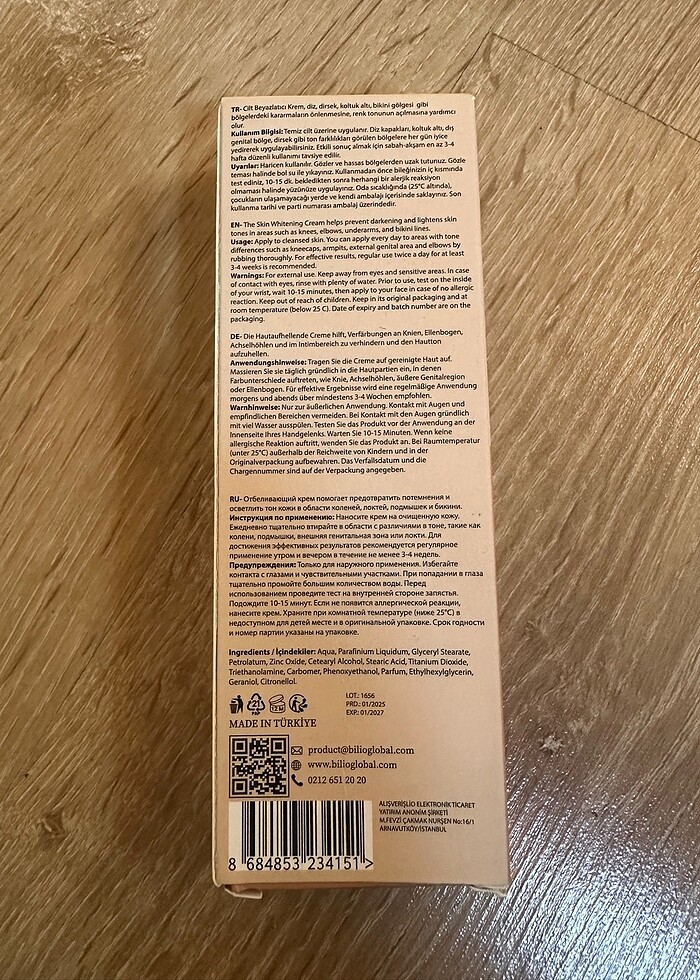 TR- Cilt Beyazlatıcı Krem, diz, dirsek, koltuk altı, bikini gölgesi gibi
bölgelerdeki kararmaların önlenmesine, renk tonunun açılmasına yardımcı
olur.
Kullanım Bilgisi: Temiz cilt üzerine uygulanır. Diz kapakları, koltuk altı, dış
genital bölge, dirsek gibi ton farklılıkları görülen bölgelere her gün iyice
yedirerek uygulayabilirsiniz. Etkili sonuç almak için sabah-akşam en az 3-4
hafta düzenli kullanımı tavsiye edilir.
Uyarılar: Haricen kullanılır. Gözler ve hassas bölgelerden uzak tutunuz. Gözle
teması halinde bol su ile yıkayınız. Kullanmadan önce bileğinizin iç kısmında
test ediniz, 10-15 dk. bekledikten sonra herhangi bir alerjik reaksiyon
olmaması halinde yüzünüze uygulayınız. Oda sıcaklığında (25°C altında),
çocukların ulaşamayacağı yerde ve kendi ambalajı içerisinde saklayınız. Son
kullanma tarihi ve parti numarası ambalaj üzerindedir.
EN- The Skin Whitening Cream helps prevent darkening and lightens skin
tones in areas such as knees, elbows, underarms, and bikini lines.
Usage: Apply to cleansed skin. You can apply every day to areas with tone
differences such as kneecaps, armpits, external genital area and elbows by
rubbing thoroughly. For effective results, regular use twice a day for at least
3-4 weeks is recommended.
Warnings: For external use. Keep away from eyes and sensitive areas. In case
of contact with eyes, rinse with plenty of water. Prior to use, test on the inside
of your wrist, wait 10-15 minutes, then apply to your face in case of no allergic
reaction. Keep out of reach of children. Keep in its original packaging and at
room temperature (below 25 C). Date of expiry and batch number are on the
packaging.
DE- Die Hautaufhellende Creme hilft, Verfärbungen an Knien, Ellenbogen,
Achselhöhlen und im Intimbereich zu verhindern und den Hautton
aufzuhellen.
Anwendungshinweise: Tragen Sie die Creme auf gereinigte Haut auf.
Massieren Sie sie täglich gründlich in die Hautpartien ein, in denen
Farbunterschiede auftreten, wie Knie, Achselhöhlen, äußere Genitalregion
oder Ellenbogen. Für effektive Ergebnisse wird eine regelmäßige Anwendung
morgens und abends über mindestens 3-4 Wochen empfohlen.
Warnhinweise: Nur zur äußerlichen Anwendung. Kontakt mit Augen und
empfindlichen Bereichen vermeiden. Bei Kontakt mit den Augen gründlich
mit viel Wasser ausspülen. Testen Sie das Produkt vor der Anwendung an der
Innenseite Ihres Handgelenks. Warten Sie 10-15 Minuten. Wenn keine
allergische Reaktion auftritt, wenden Sie das Produkt an. Bei Raumtemperatur
(unter 25°C) außerhalb der Reichweite von Kindern und in der
Originalverpackung aufbewahren. Das Verfallsdatum und die
Chargennummer sind auf der Verpackung angegeben.
RU- Отбеливающий крем помогает предотвратить потемнения и
осветлить тон кожи в области коленей, локтей, подмышек и бикини.
Инструкция по применению: Наносите крем на очищенную кожу.
Ежедневно тщательно втирайте в области с различиями в тоне, такие как
колени, подмышки, внешняя генитальная зона или локти. Для
достижения эффективных результатов рекомендуется регулярное
применение утром и вечером в течение не менее 3-4 недель.
Предупреждения: Только для наружного применения. Избегайте
контакта с глазами и чувствительными участками. При попадании в глаза
тщательно промойте большим количеством воды. Перед
использованием проведите тест на внутренней стороне запястья.
Подождите 10-15 минут. Если не появится аллергической реакции,
нанесите крем. Храните при комнатной температуре (ниже 25°C) в
недоступном для детей месте и в оригинальной упаковке. Срок годности
и номер партии указаны на упаковке.
Ingredients / İçindekiler: Aqua, Parafinium Liquidum, Glyceryl Stearate,
Petrolatum, Zinc Oxide, Cetearyl Alcohol, Stearic Acid, Titanium Dioxide,
Triethanolamine, Carbomer, Phenoxyethanol, Parfum, Ethylhexylglycerin,
Geraniol, Citronellol.
21
PAP
12 M
LOT.: 1656
PRD.: 01/2025
EXP.: 01/2027
MADE IN TÜRKİYE
product@bilioglobal.com
www.bilioglobal.com
0212 651 20 20
ALIŞVERİŞLİO ELEKTRONİK TİCARET
YATIRIM ANONİM ŞİRKETİ
M.FEVZİ ÇAKMAK NURŞEN No:16/1
ARNAVUTKÖY/İSTANBUL
8 684853 234151 >